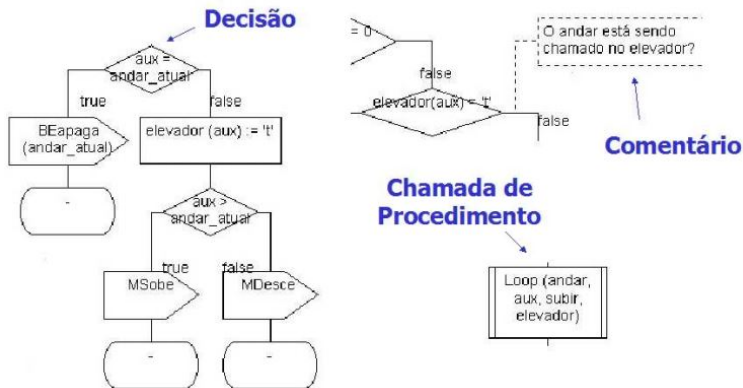 Decisão
aux =
andar_atual
true
false
BEapaga
(andar_atual)
elevador (aux) := 't'
-
aux >
andar_atual
true
false
MSobe
MDesce
-
-
= 0
false
O andar está sendo
chamado no elevador?
elevador(aux) = 't'
false
Comentário
Chamada de
Procedimento
Loop (andar,
aux, subir,
elevador)